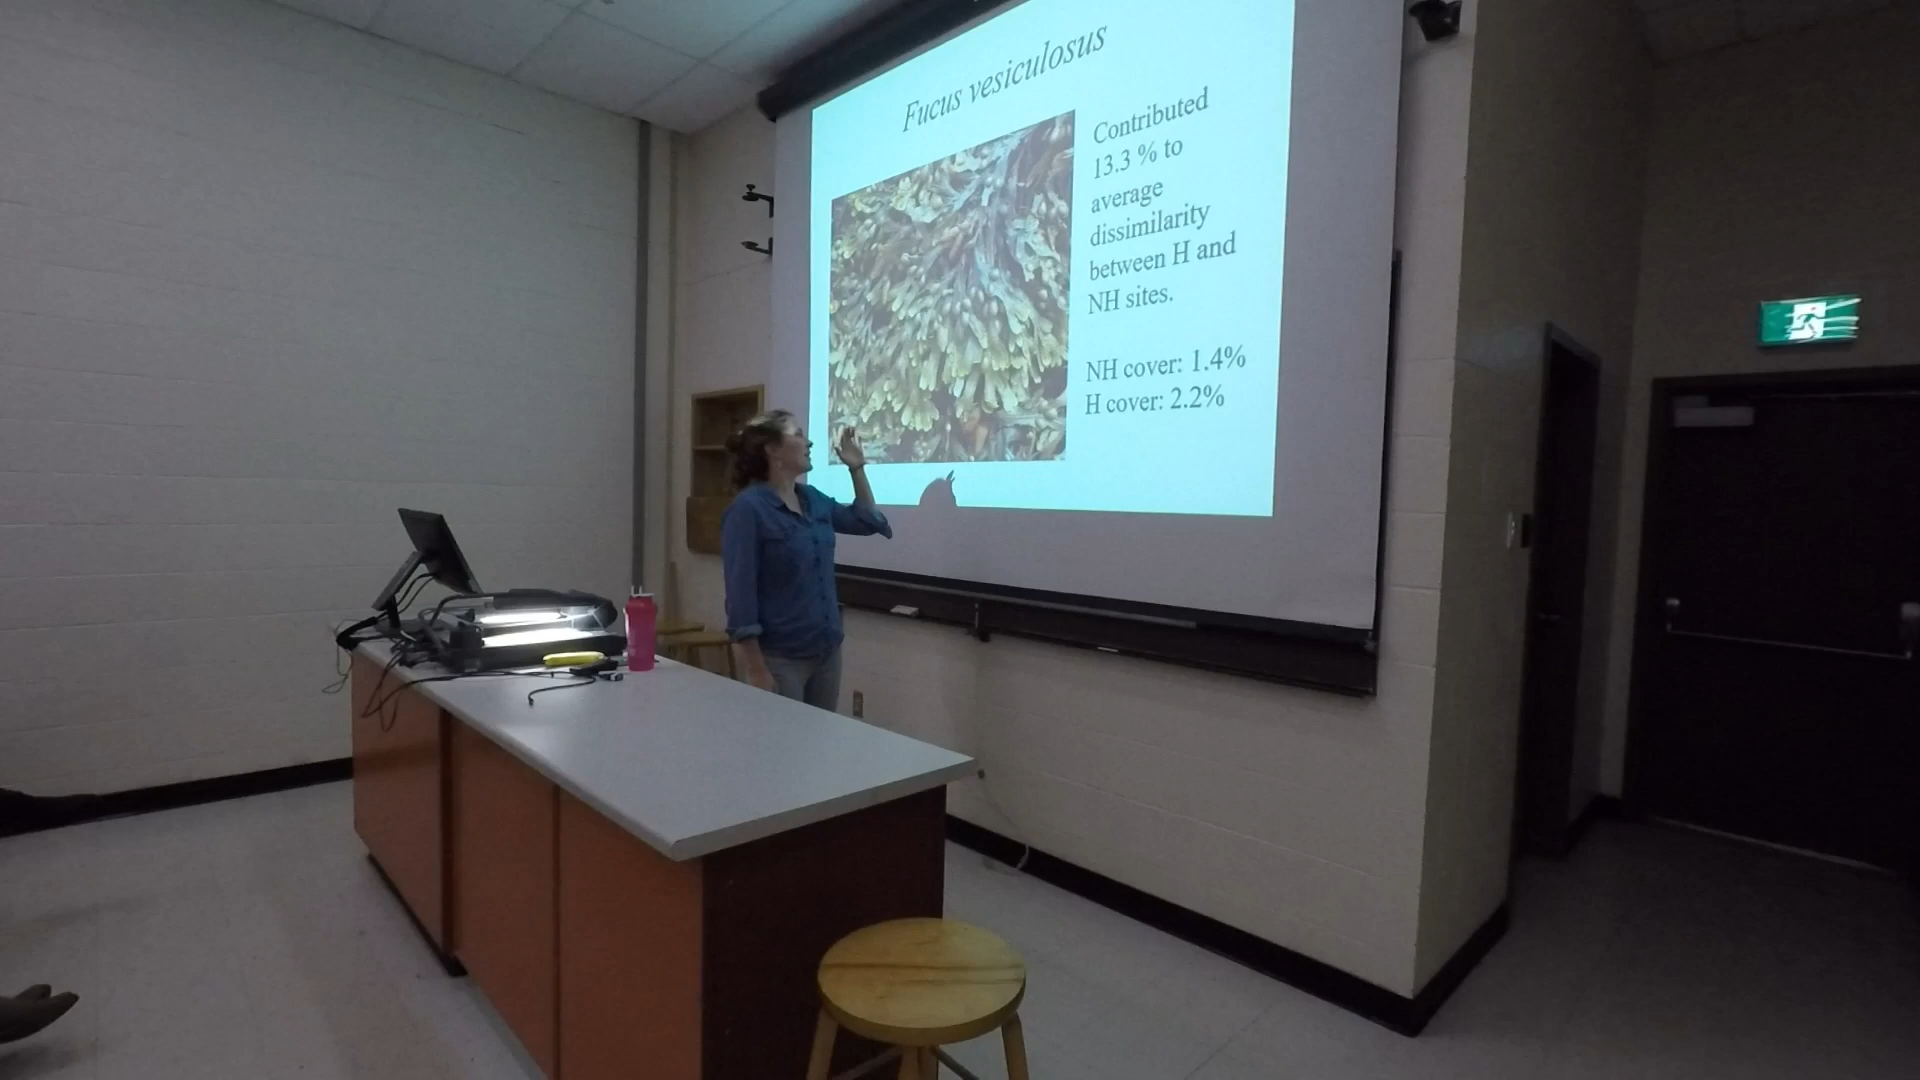 Fucus vesiculosus
Contributed
13.3 % to
average
dissimilarity
between H and
NH sites.
NH cover: 1.4%
H cover: 2.2%